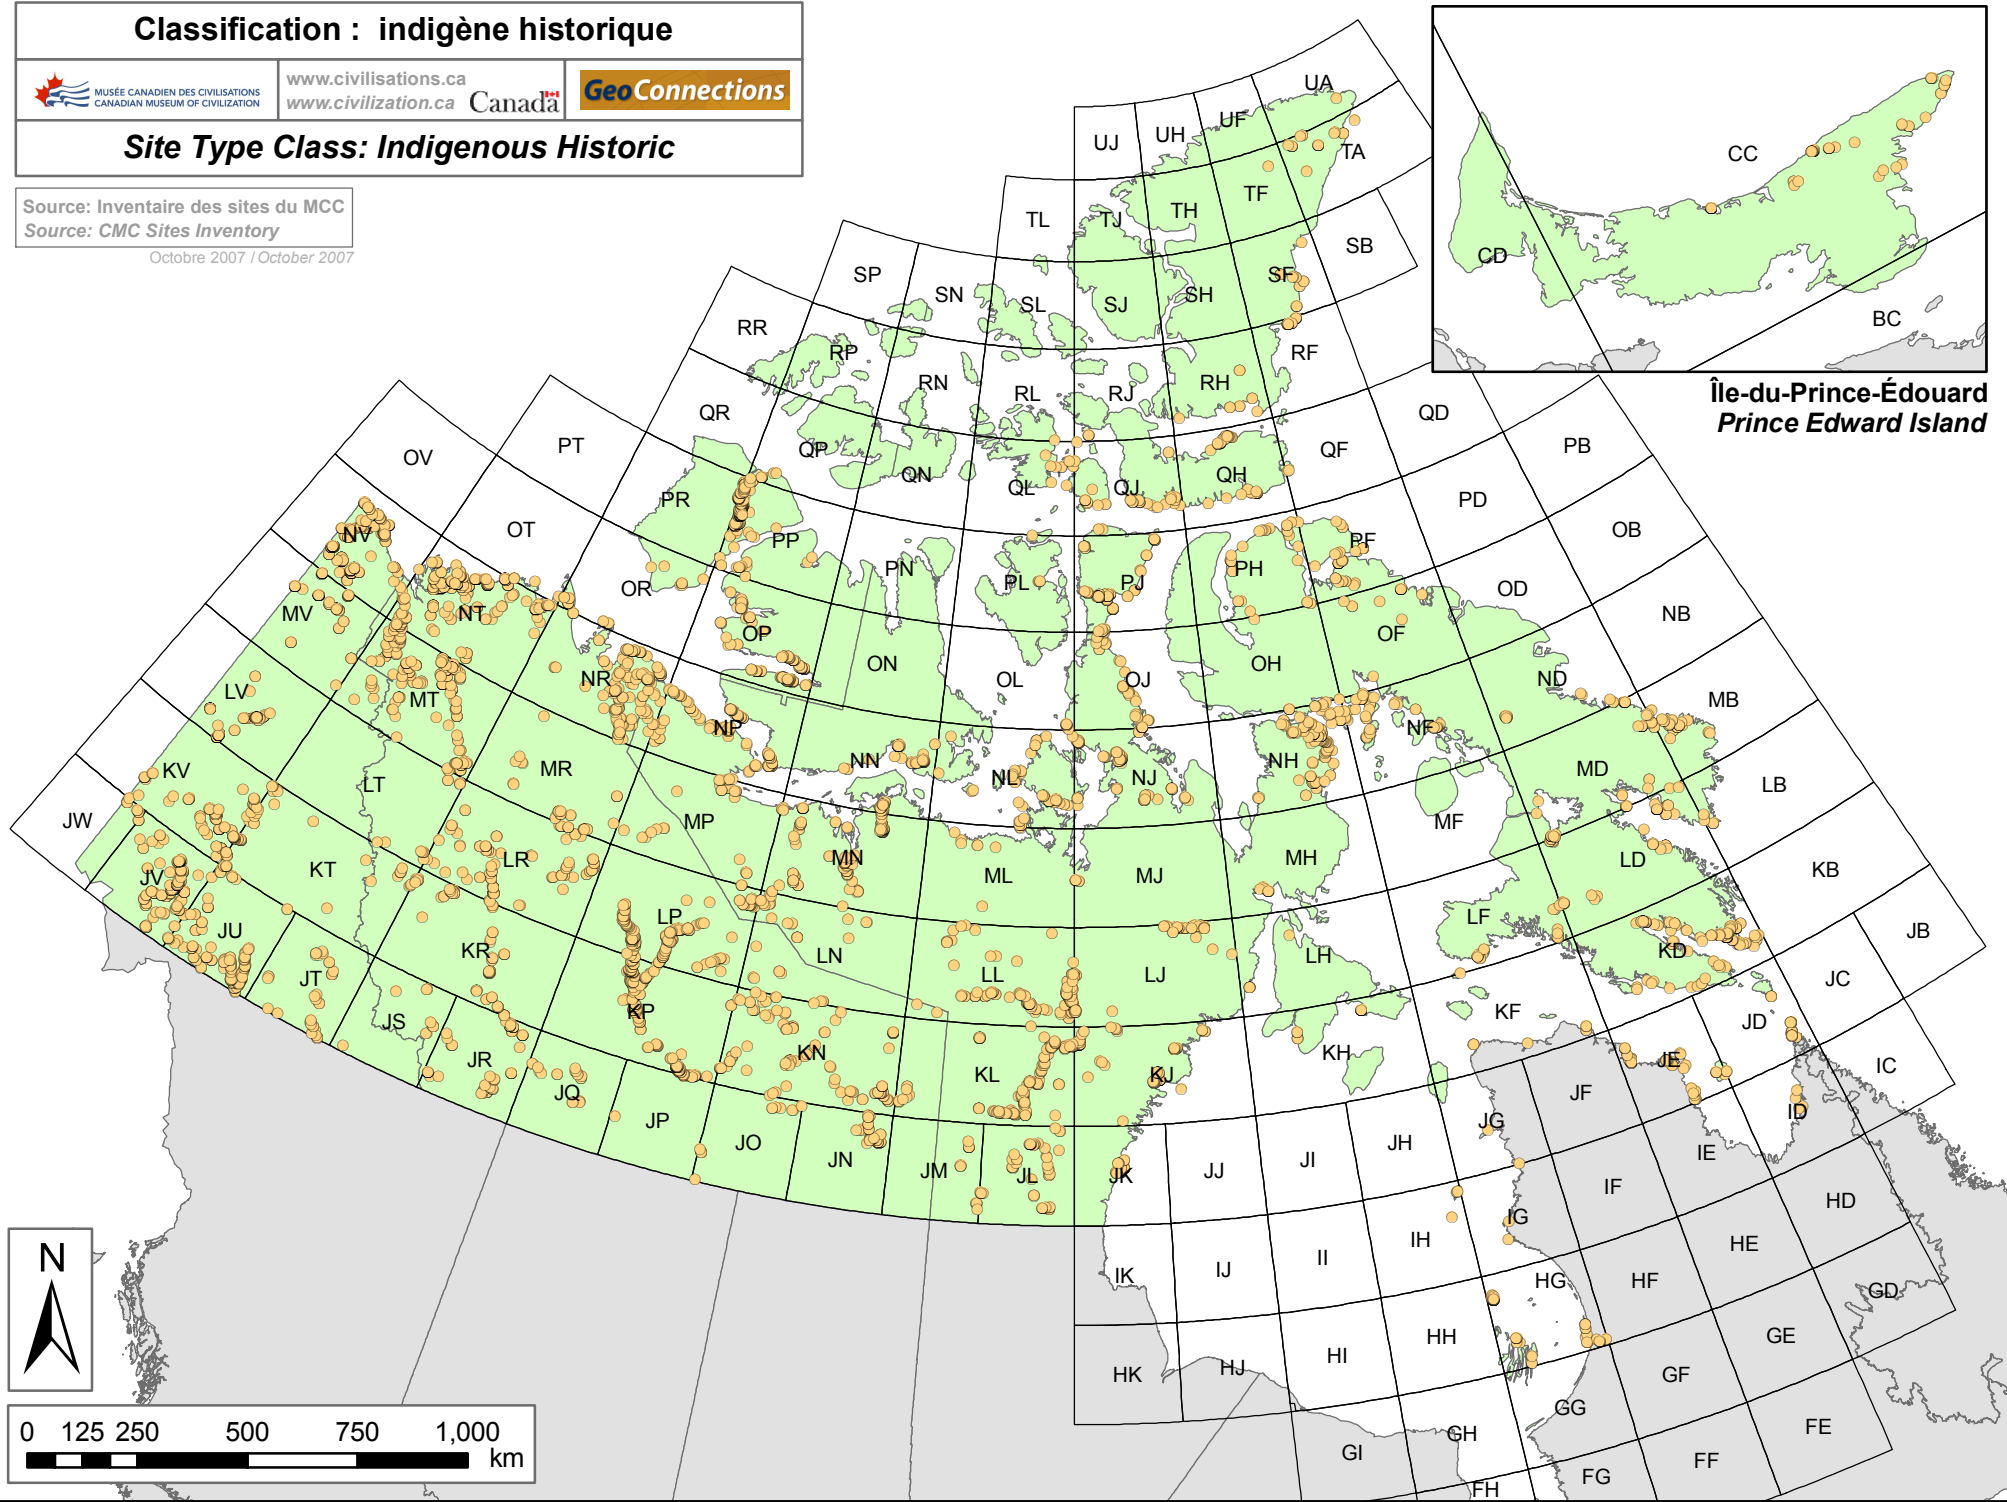 Classification : indigène historique
MUSÉE CANADIEN DES CIVILISATIONS
CANADIAN MUSEUM OF CIVILIZATION
www.civilisations.ca
www.civilization.ca
Canada
GeoConnections
Site Type Class: Indigenous Historic
Source: Inventaire des sites du MCC
Source: CMC Sites Inventory
Octobre 2007 / October 2007
CC
CD
BC
Île-du-Prince-Édouard
Prince Edward Island
UA
UF
UH
UJ
TA
TF
TH
TJ
TL
SB
SF
SH
SJ
SL
SN
SP
RF
RH
RJ
RL
RN
RP
RR
QD
QF
QH
QJ
QL
QN
QP
QR
PB
PD
PF
PH
PJ
PL
PN
PP
PR
PT
OB
OD
OF
OH
OJ
OL
ON
OP
OR
OT
OV
NB
ND
NF
NH
NJ
NL
NN
NP
NR
NT
NV
MB
MD
MF
MH
MJ
ML
MN
MP
MR
MT
MV
LB
LD
LF
LH
LJ
LL
LN
LP
LR
LT
LV
KB
KD
KF
KH
KJ
KL
KN
KP
KR
KT
KV
JB
JC
JD
JE
JF
JG
JH
JI
JJ
JK
JL
JM
JN
JO
JP
JQ
JR
JS
JT
JU
JV
JW
IC
ID
IE
IF
IG
IH
II
IJ
IK
HD
HE
HF
HG
HH
HI
HJ
HK
GD
GE
GF
GG
GH
GI
FE
FF
FG
FH
N
0 125 250 500 750 1,000
km